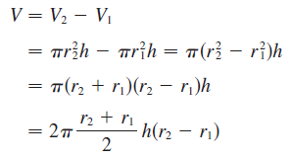 V = V₂ − V₁
= πr₂²h − πr₁²h = π(r₂² − r₁²)h
= π(r₂ + r₁)(r₂ − r₁)h
= 2π (r₂ + r₁)/2 h(r₂ − r₁)